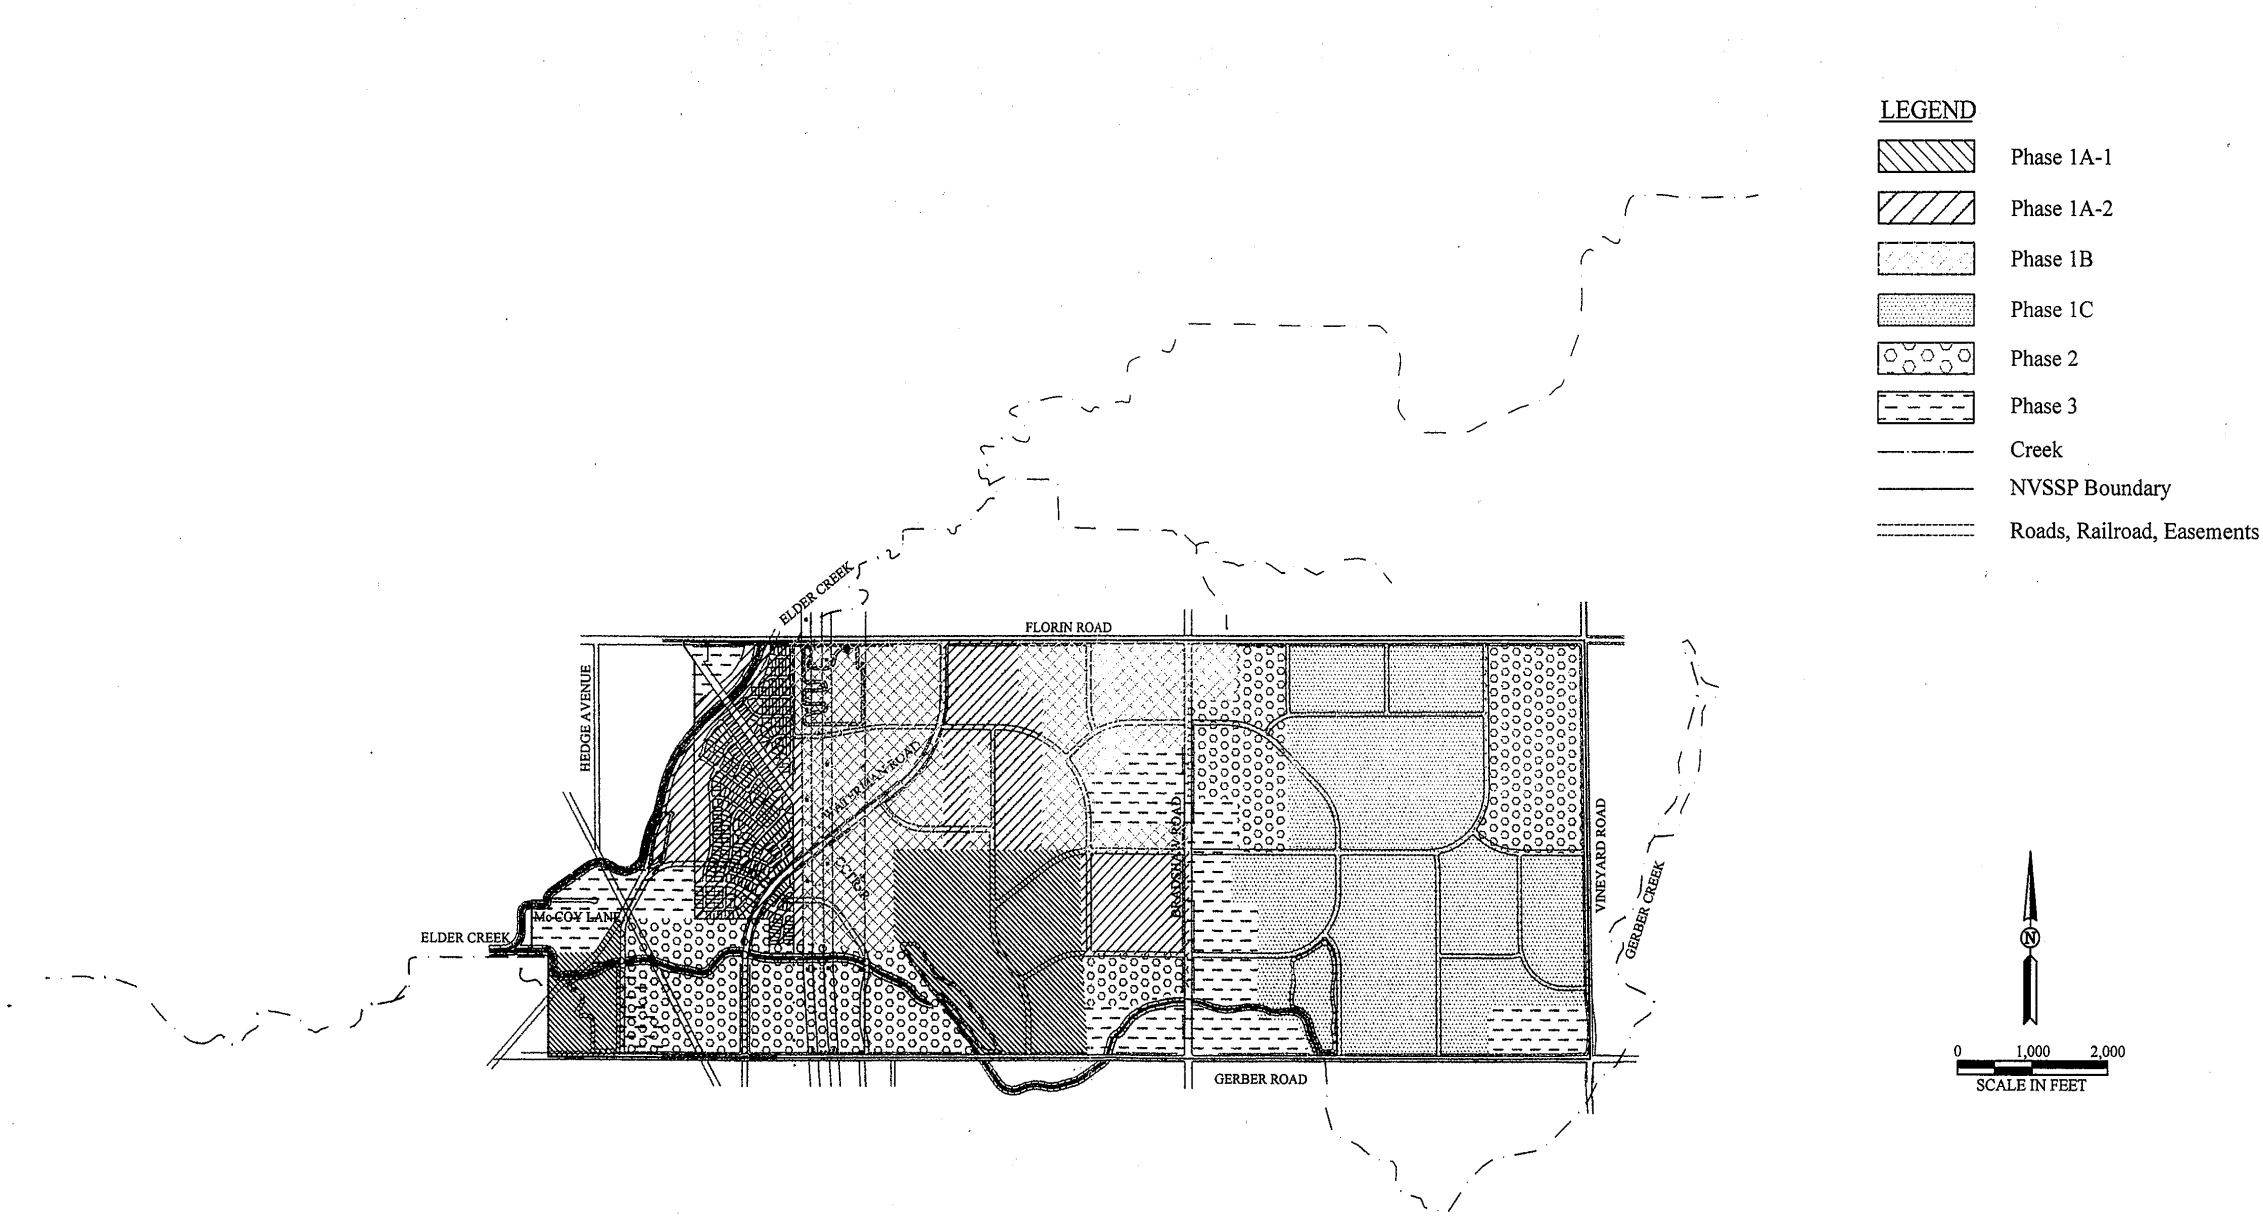 LEGEND
Phase 1A-1
Phase 1A-2
Phase 1B
Phase 1C
Phase 2
Phase 3
Creek
NVSSP Boundary
Roads, Railroad, Easements
ELDER CREEK
FLORIN ROAD
HEDGE AVENUE
WATERMAN ROAD
BRADSHAW ROAD
VINEYARD ROAD
GERBER CREEK
McCOY LANE
ELDER CREEK
GERBER ROAD
N
0 1,000 2,000
SCALE IN FEET